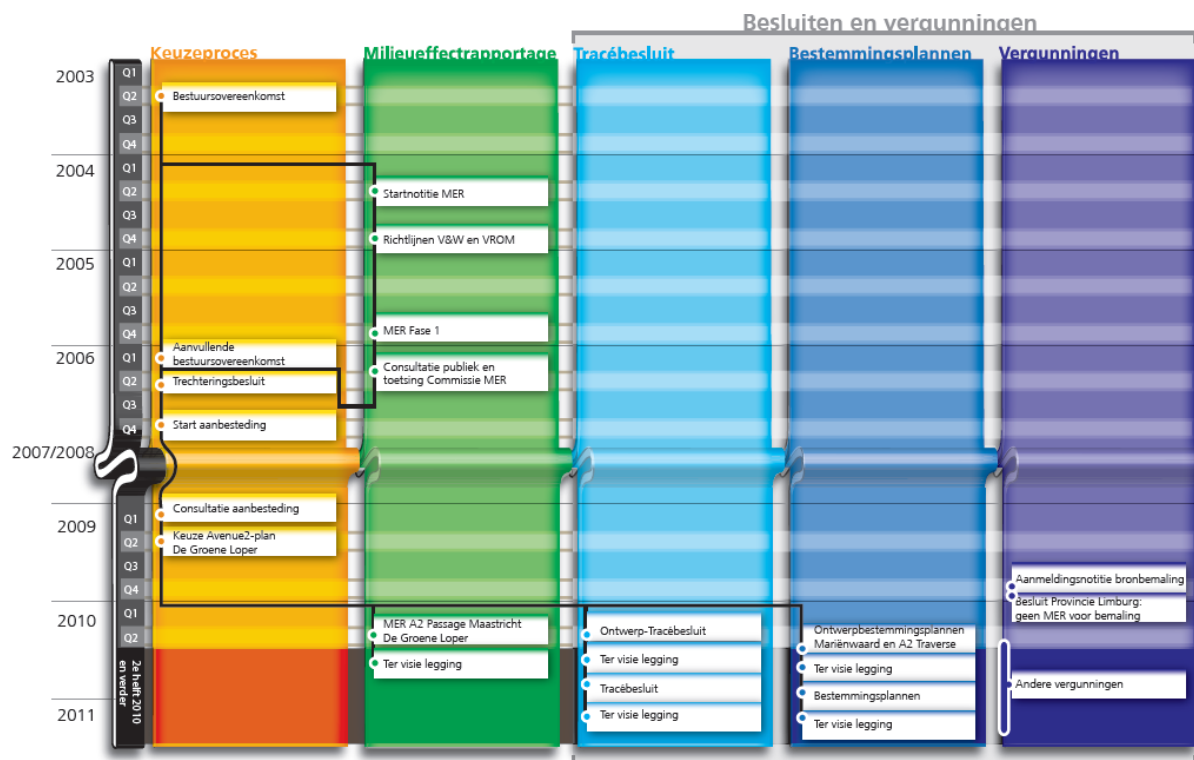 Besluiten en vergunningen
Keuzeproces
Milieueffectrapportage
Tracébesluit
Bestemmingsplannen
Vergunningen
2003
Q1
Q2
Q3
Q4
2004
Q1
Q2
Q3
Q4
2005
Q1
Q2
Q3
Q4
2006
Q1
Q2
Q3
Q4
2007/2008
2009
Q1
Q2
Q3
Q4
2010
Q1
Q2
2e helft 2010
en verder
2011
Bestuursovereenkomst
Aanvullende
bestuursovereenkomst
Trechteringsbesluit
Start aanbesteding
Consultatie aanbesteding
Keuze Avenue2-plan
De Groene Loper
Startnotitie MER
Richtlijnen V&W en VROM
MER Fase 1
Consultatie publiek en
toetsing Commissie MER
MER A2 Passage Maastricht
De Groene Loper
Ter visie legging
Ontwerp-Tracébesluit
Ter visie legging
Tracébesluit
Ter visie legging
Ontwerpbestemmingsplannen
Mariënwaard en A2 Traverse
Ter visie legging
Bestemmingsplannen
Ter visie legging
Aanmeldingsnotitie bronbemaling
Besluit Provincie Limburg:
geen MER voor bemaling
Andere vergunningen